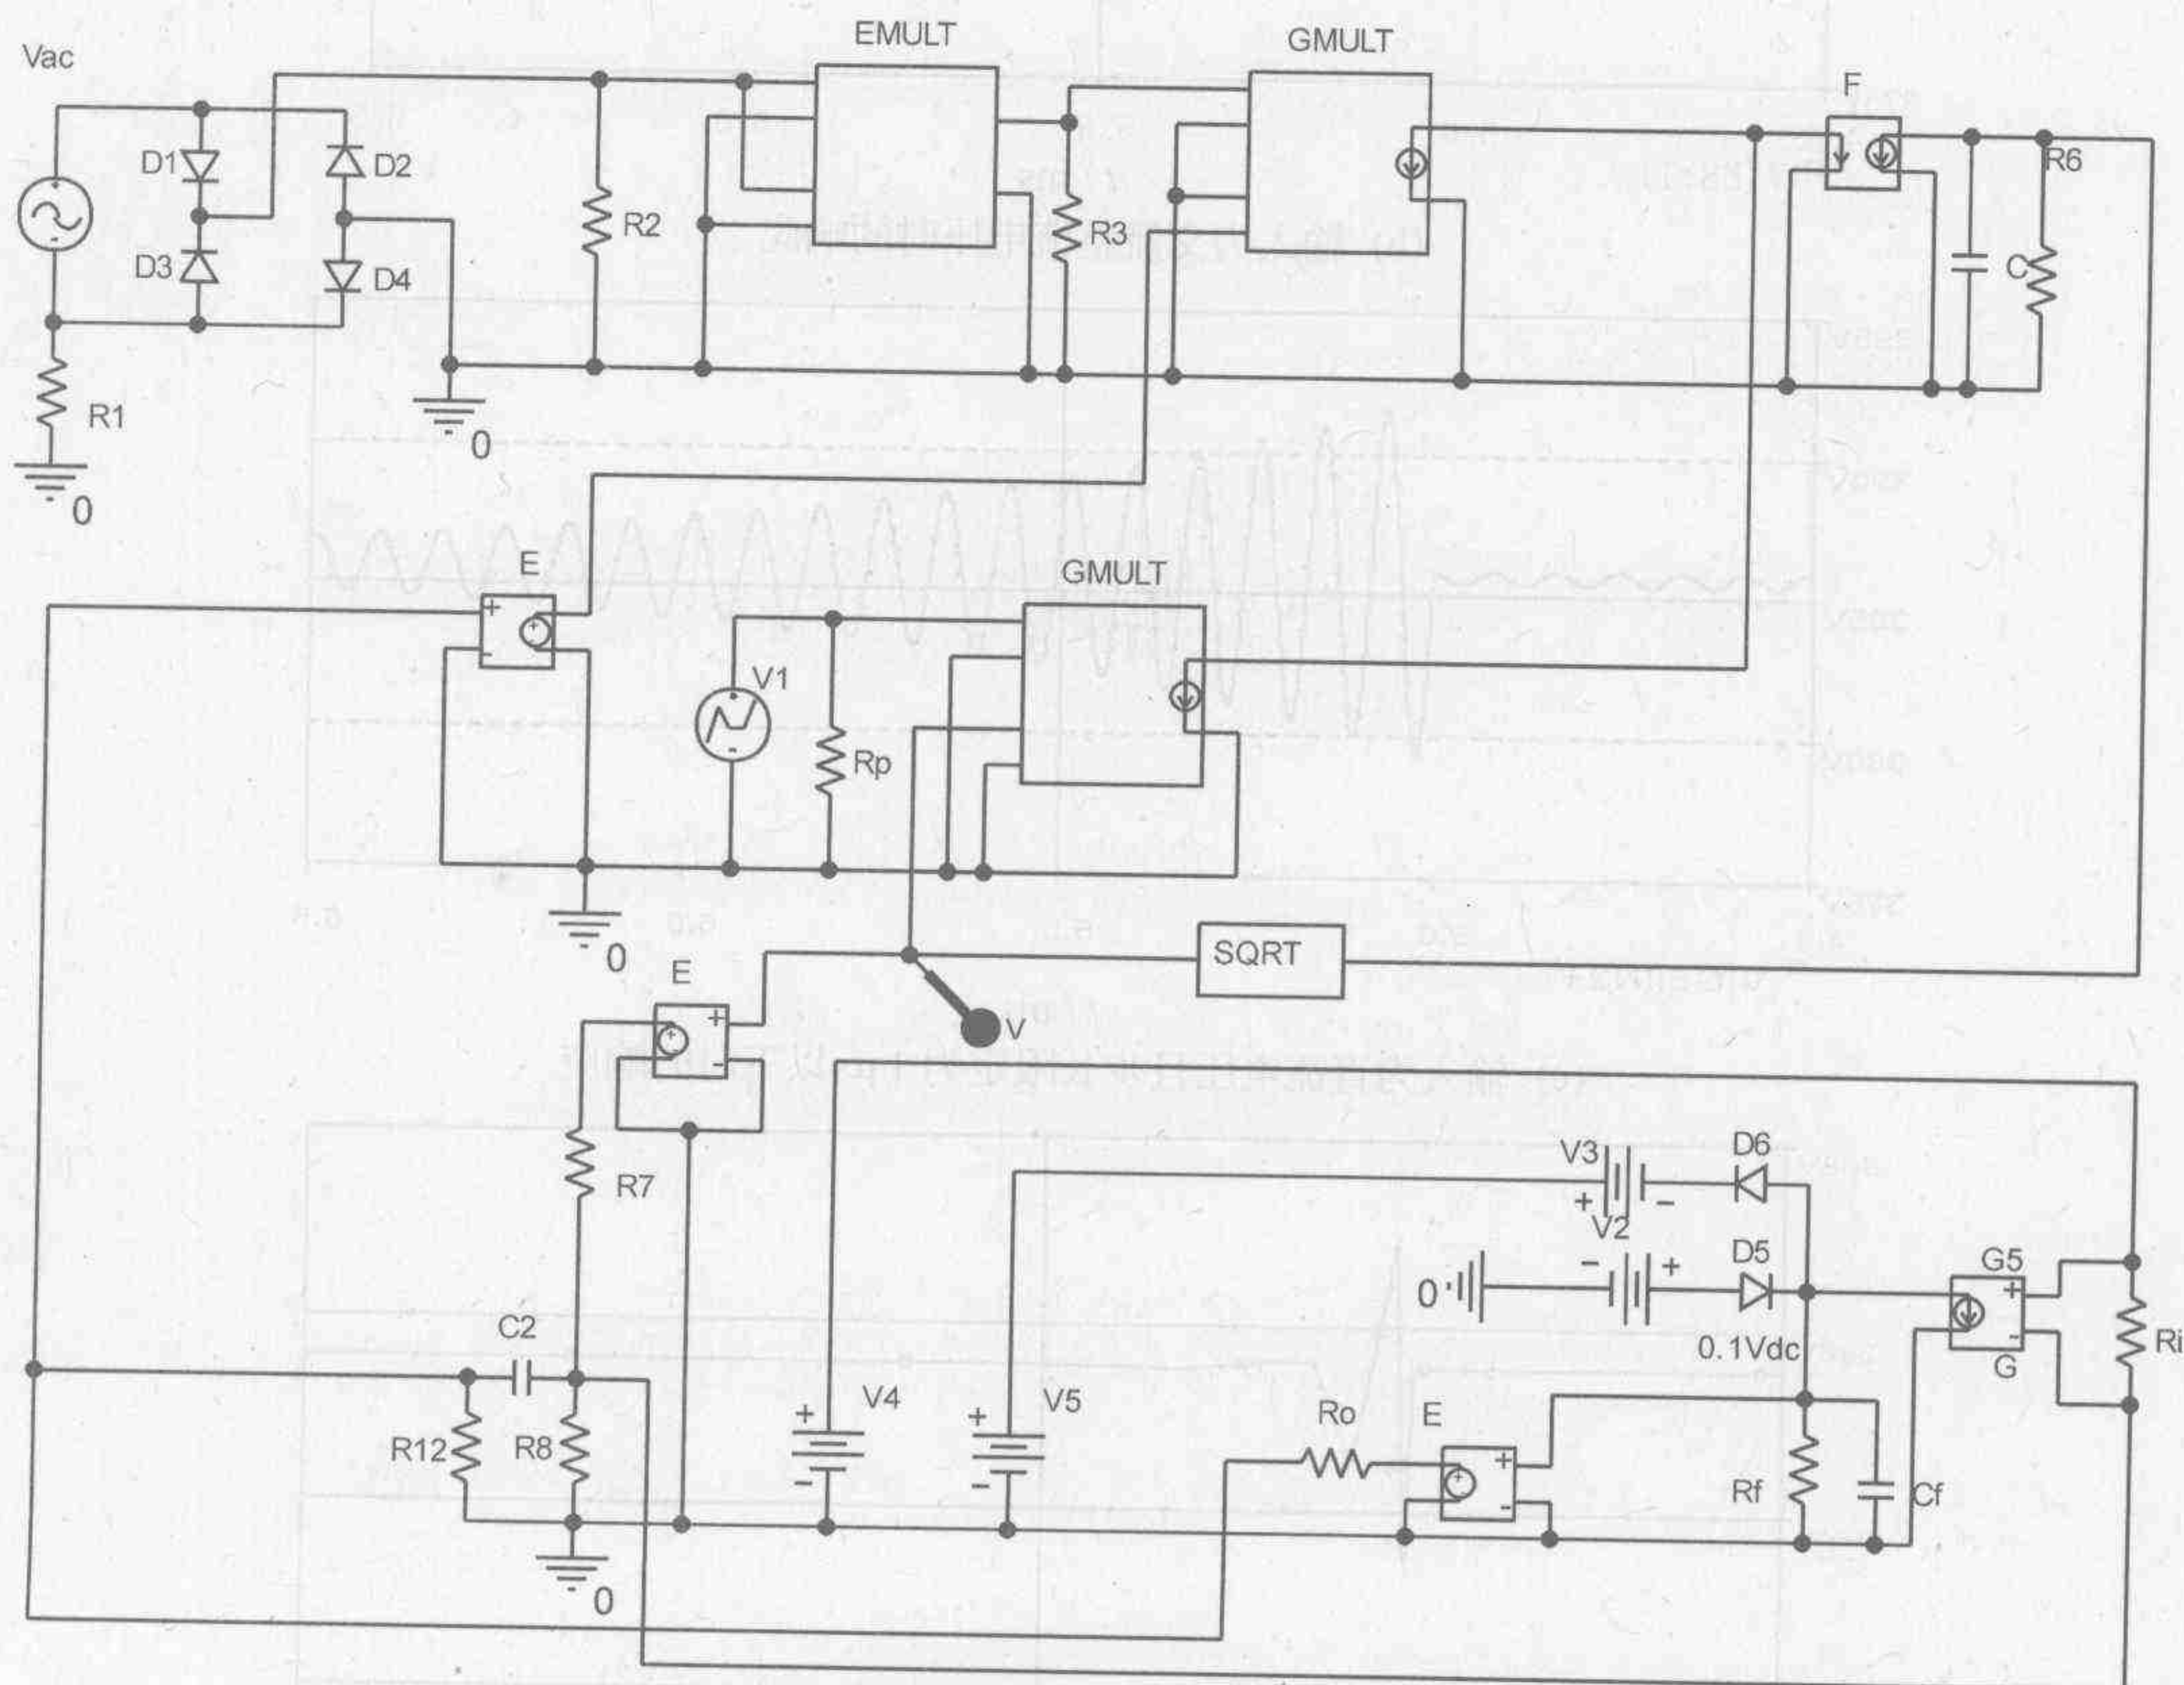 Vac
EMULT
GMULT
F
D1
D2
R6
R2
R3
C
D3
D4
R1
0
0
E
GMULT
V1
Rp
0
E
SQRT
V
V3
D6
R7
V2
D5
G5
0
C2
0.1Vdc
G
Ri
V4
V5
Ro
E
R12
R8
Rf
Cf
0